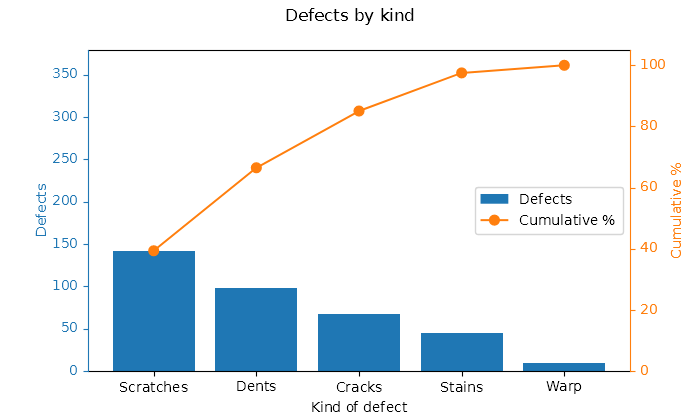 Defects by kind
350
300
250
200
150
100
50
0
Defects
100
80
60
40
20
0
Cumulative %
Defects
Cumulative %
Scratches Dents Cracks Stains Warp
Kind of defect